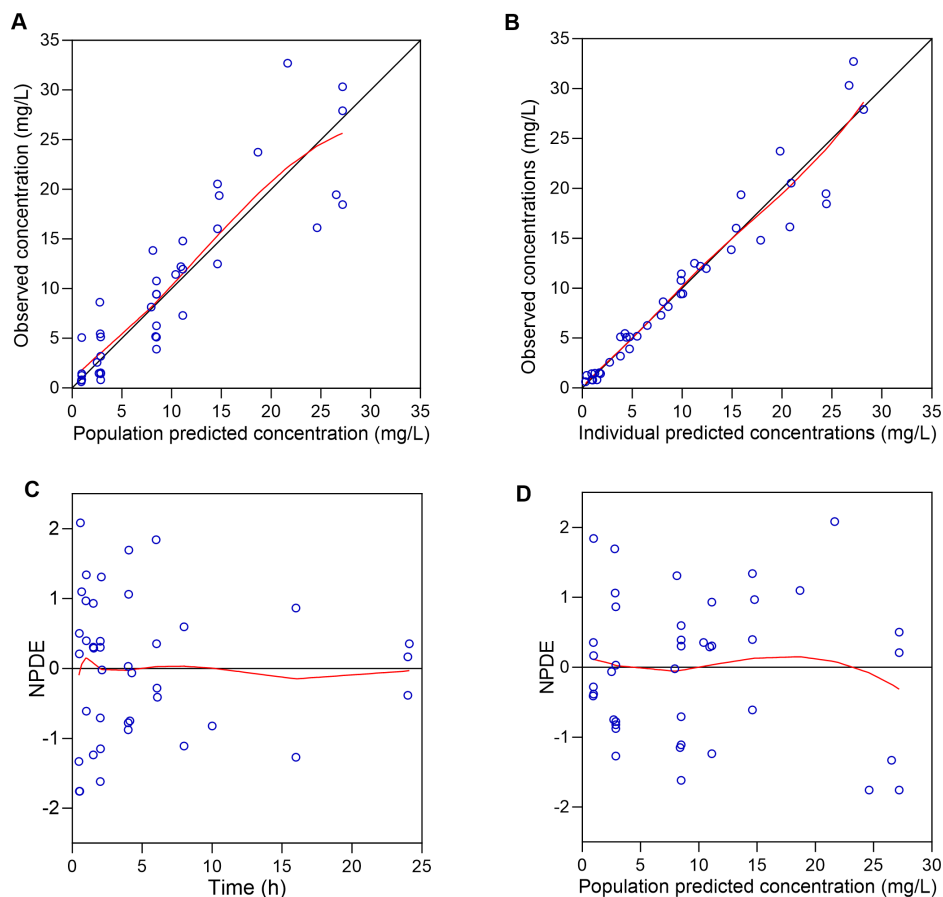 A
35
30
25
20
15
10
5
0
Observed concentration (mg/L)
0 5 10 15 20 25 30 35
Population predicted concentration (mg/L)
B
35
30
25
20
15
10
5
0
Observed concentrations (mg/L)
0 5 10 15 20 25 30 35
Individual predicted concentrations (mg/L)
C
2
1
0
-1
-2
NPDE
0 5 10 15 20 25
Time (h)
D
2
1
0
-1
-2
NPDE
0 5 10 15 20 25 30
Population predicted concentration (mg/L)